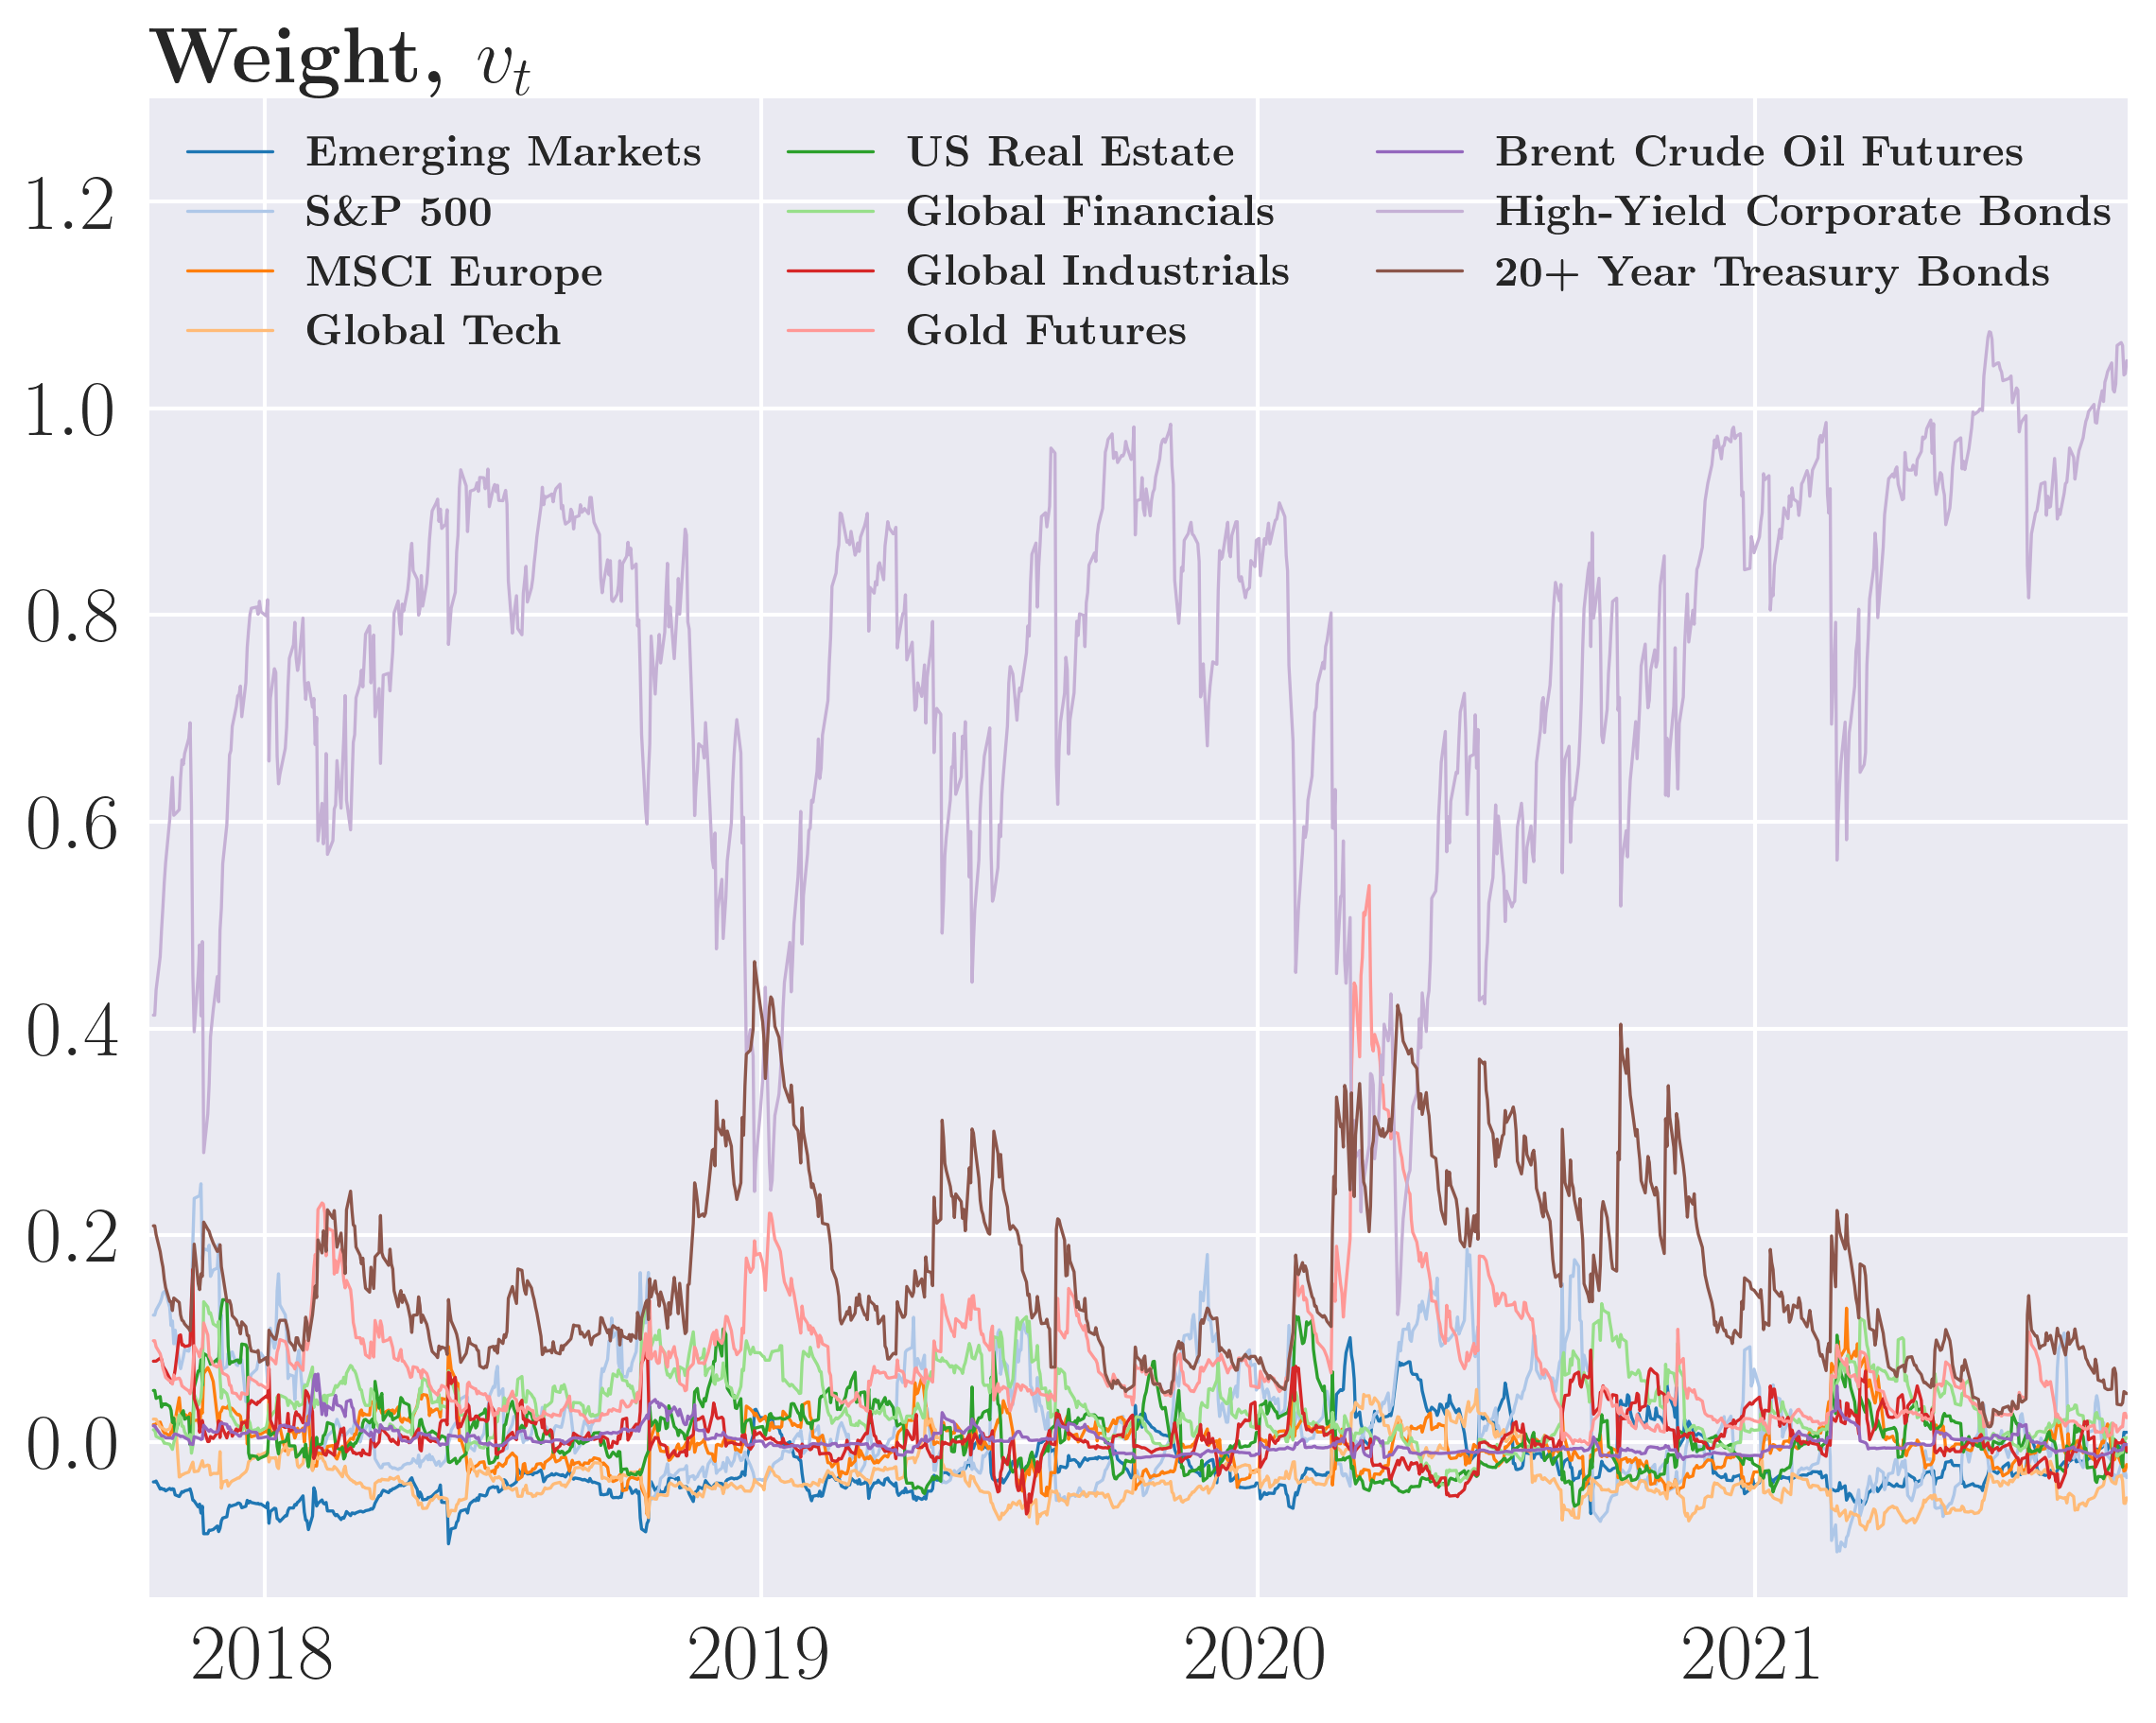 Weight, vₜ
Emerging Markets
S&P 500
MSCI Europe
Global Tech
US Real Estate
Global Financials
Global Industrials
Gold Futures
Brent Crude Oil Futures
High-Yield Corporate Bonds
20+ Year Treasury Bonds
1.2
1.0
0.8
0.6
0.4
0.2
0.0
2018 2019 2020 2021